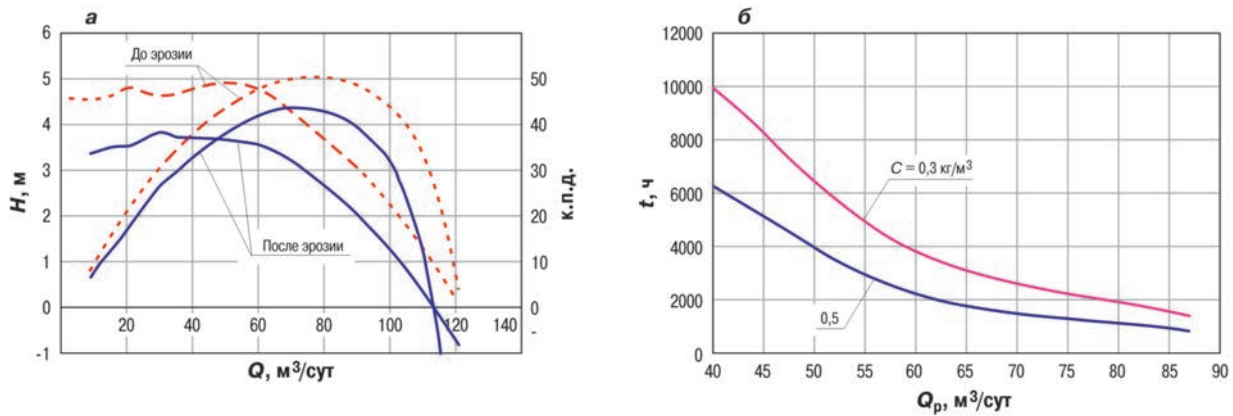 а
H, м
6
5
4
3
2
1
0
-1
До эрозии
После эрозии
60
50
40
30
20
10
0
-
к.п.д.
20 40 60 80 100 120 140
Q, м³/сут
б
t, ч
12000
10000
8000
6000
4000
2000
0
C = 0,3 кг/м³
0,5
40 45 50 55 60 65 70 75 80 85 90
Qр, м³/сут